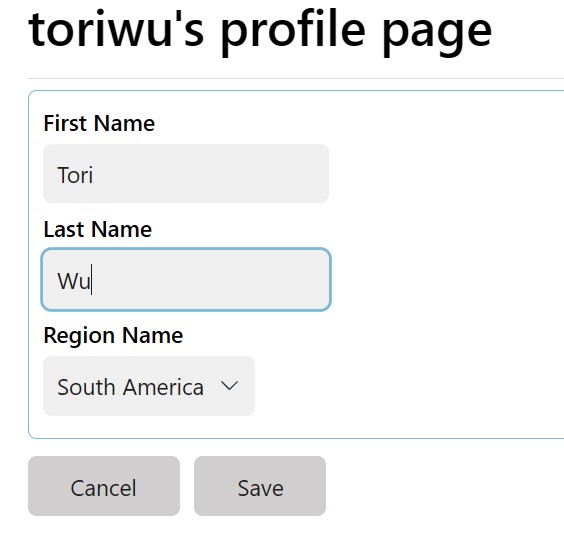 toriwu's profile page
First Name
Tori
Last Name
Wu
Region Name
South America
Cancel Save